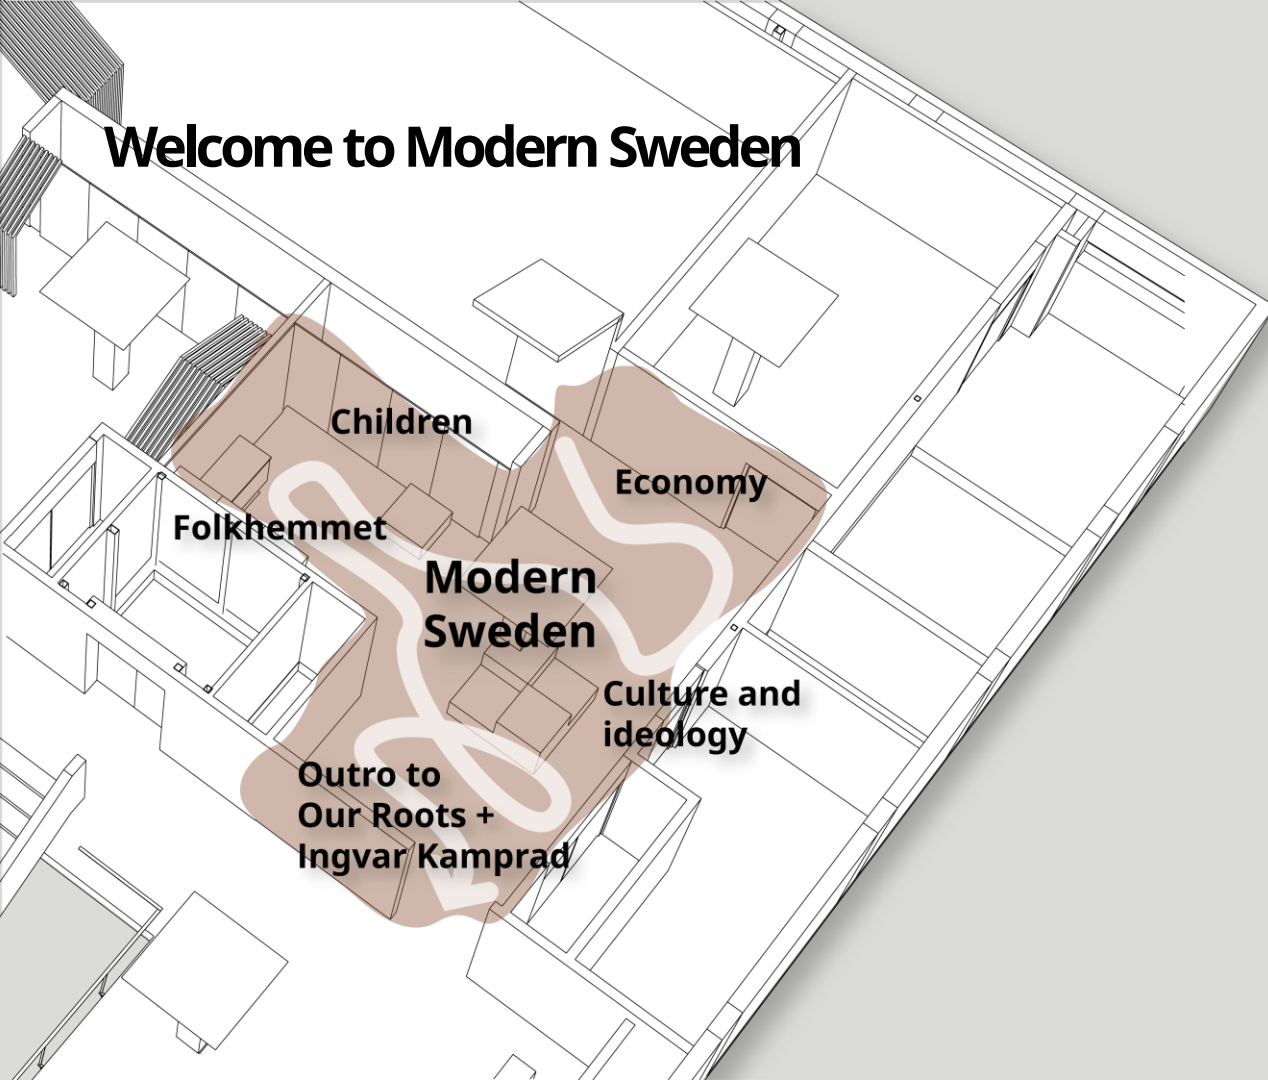 Welcome to Modern Sweden
Children
Economy
Folkhemmet
Modern
Sweden
Culture and
ideology
Outro to
Our Roots +
Ingvar Kamprad